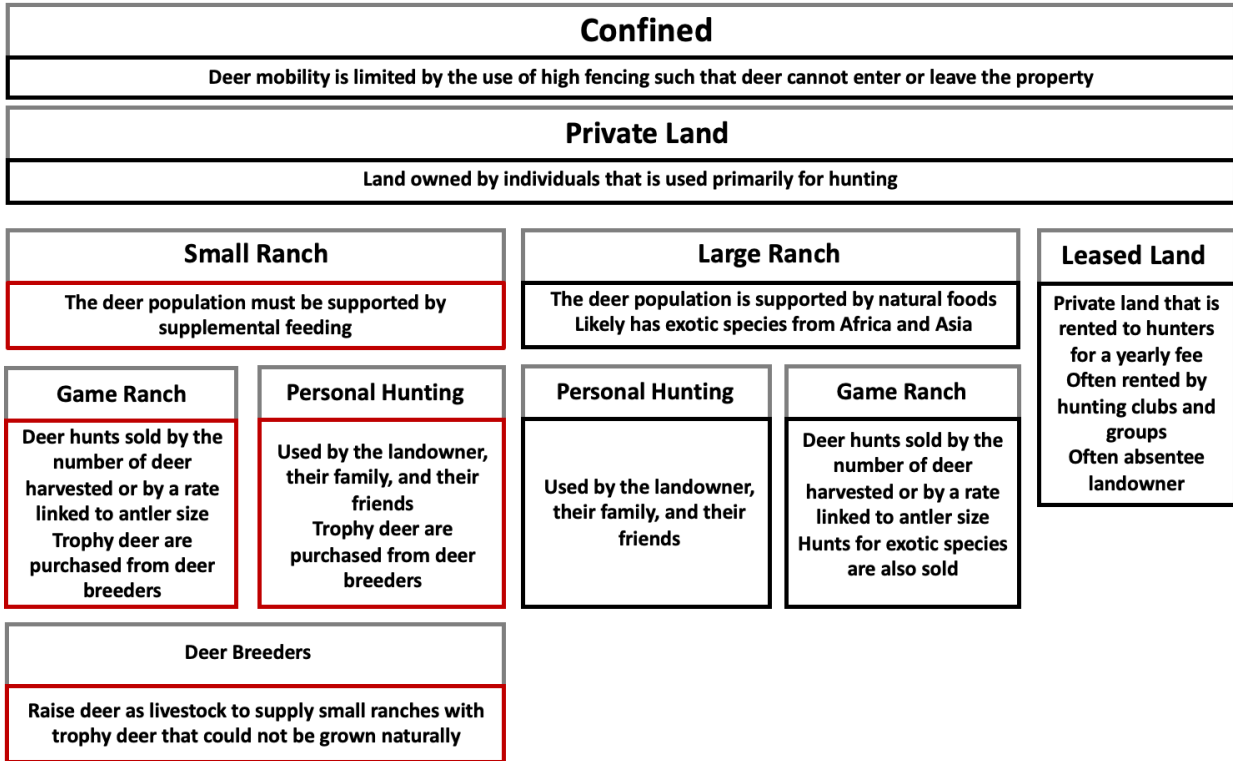 Confined
Deer mobility is limited by the use of high fencing such that deer cannot enter or leave the property
Private Land
Land owned by individuals that is used primarily for hunting
Small Ranch
The deer population must be supported by
supplemental feeding
Game Ranch
Deer hunts sold by the
number of deer
harvested or by a rate
linked to antler size
Trophy deer are
purchased from deer
breeders
Personal Hunting
Used by the landowner,
their family, and their
friends
Trophy deer are
purchased from deer
breeders
Deer Breeders
Raise deer as livestock to supply small ranches with
trophy deer that could not be grown naturally
Large Ranch
The deer population is supported by natural foods
Likely has exotic species from Africa and Asia
Personal Hunting
Used by the landowner,
their family, and their
friends
Game Ranch
Deer hunts sold by the
number of deer
harvested or by a rate
linked to antler size
Hunts for exotic species
are also sold
Leased Land
Private land that is
rented to hunters
for a yearly fee
Often rented by
hunting clubs and
groups
Often absentee
landowner